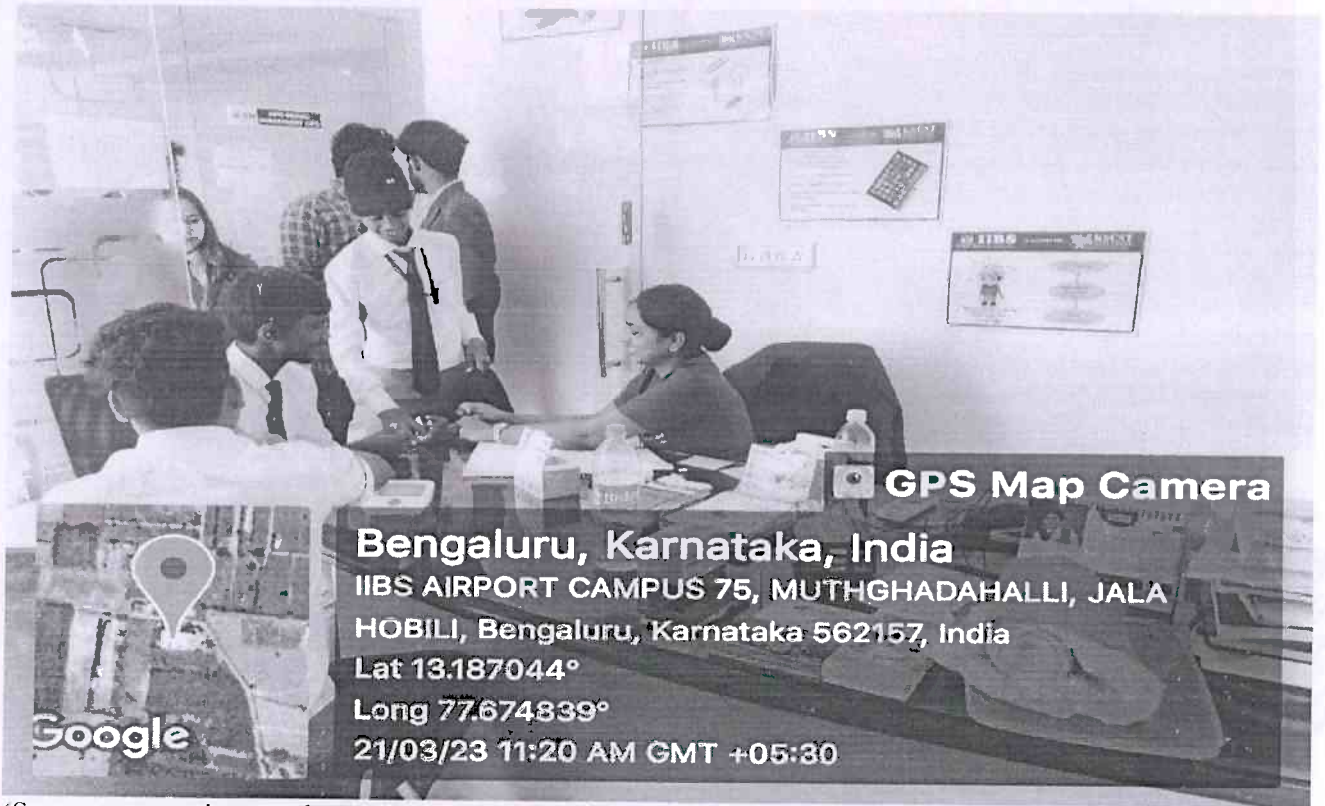 IIBS
GPS Map Camera
Bengaluru, Karnataka, India
IIBS AIRPORT CAMPUS 75, MUTHGHADAHALLI, JALA
HOBILI, Bengaluru, Karnataka 562157, India
Lat 13.187044°
Long 77.674839°
21/03/23 11:20 AM GMT +05:30
Google